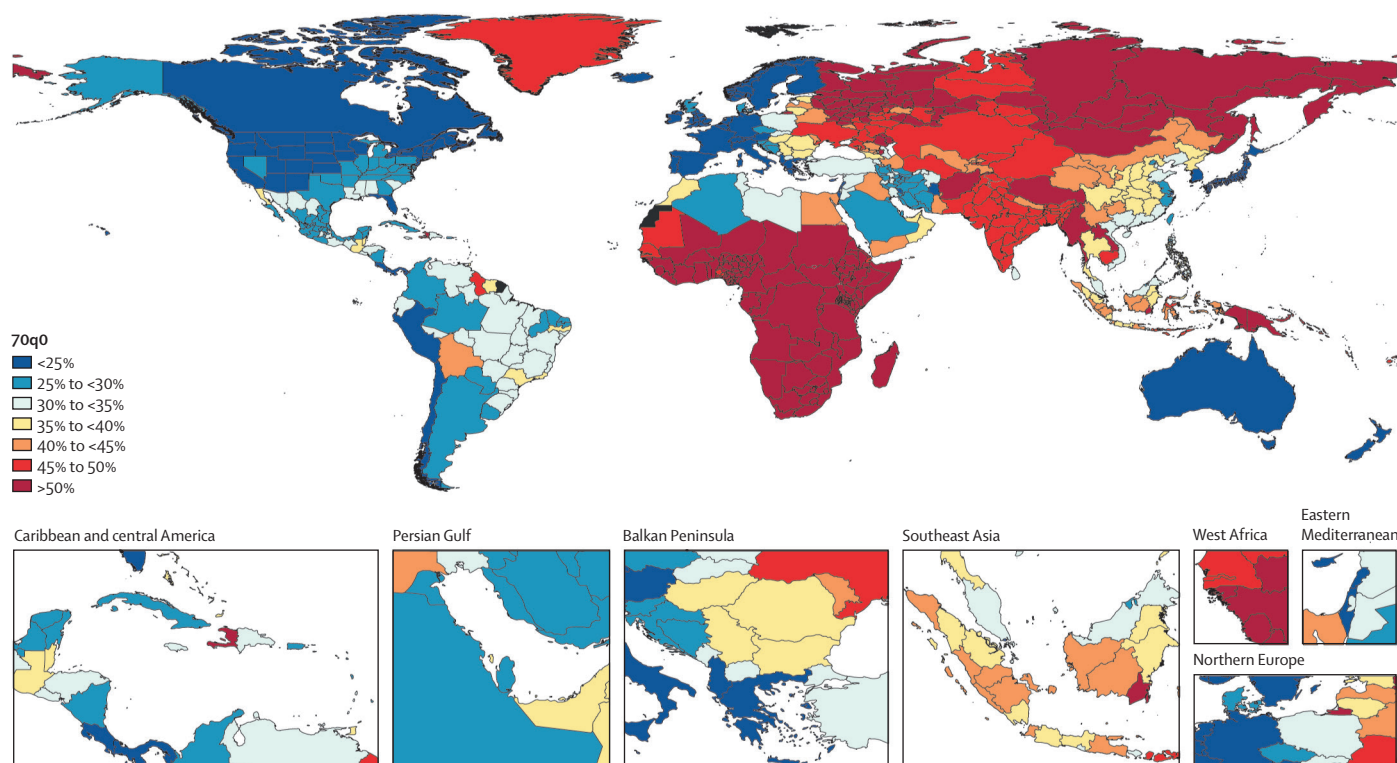 70q0
<25%
25% to <30%
30% to <35%
35% to <40%
40% to <45%
45% to 50%
>50%
Caribbean and central America
Persian Gulf
Balkan Peninsula
Southeast Asia
West Africa
Eastern
Mediterranean
Northern Europe